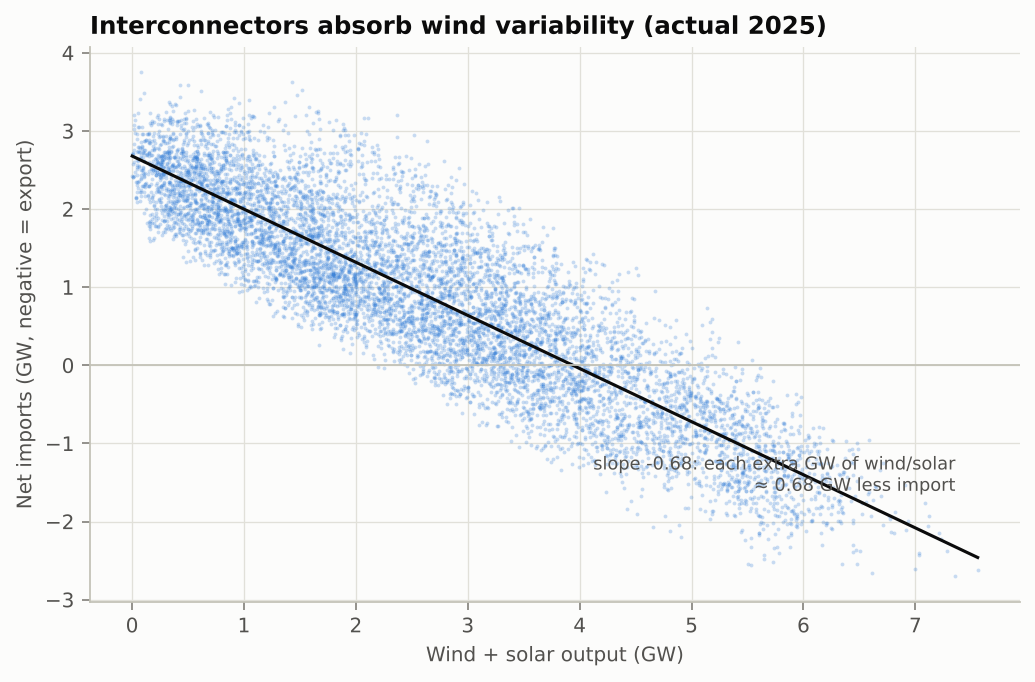 Interconnectors absorb wind variability (actual 2025)
4
3
2
1
0
−1
−2
−3
Net imports (GW, negative = export)
slope -0.68: each extra GW of wind/solar
≈ 0.68 GW less import
0 1 2 3 4 5 6 7
Wind + solar output (GW)